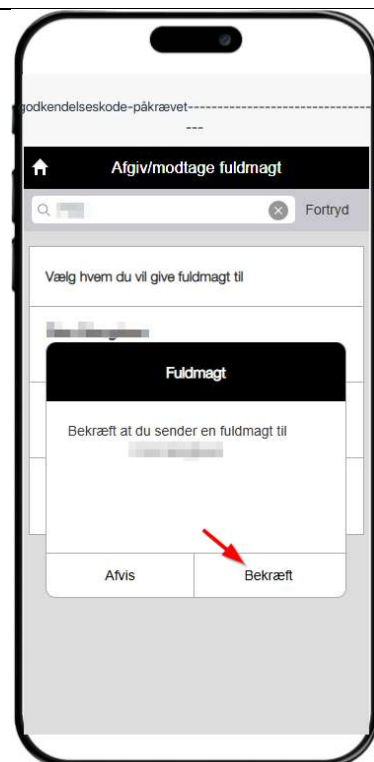 godkendelseskode-påkrævet-------------------------------
---
Afgiv/modtage fuldmagt
Fortryd
Vælg hvem du vil give fuldmagt til
Fuldmagt
Bekræft at du sender en fuldmagt til
Afvis
Bekræft